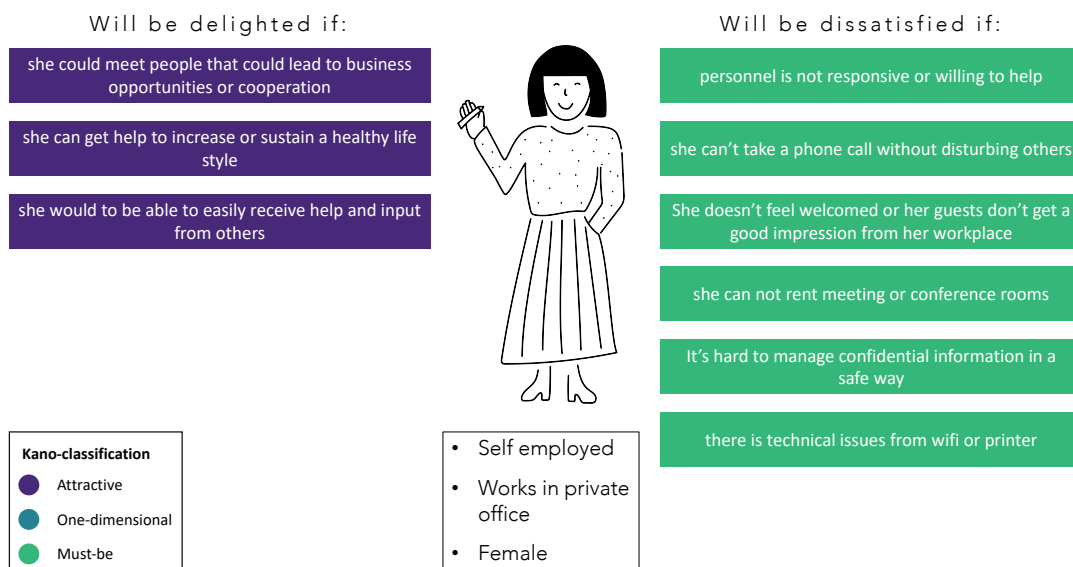 Will be delighted if:
she could meet people that could lead to business
opportunities or cooperation
she can get help to increase or sustain a healthy life
style
she would to be able to easily receive help and input
from others
Will be dissatisfied if:
personnel is not responsive or willing to help
she can’t take a phone call without disturbing others
She doesn’t feel welcomed or her guests don’t get a
good impression from her workplace
she can not rent meeting or conference rooms
It’s hard to manage confidential information in a
safe way
there is technical issues from wifi or printer
Kano-classification
Attractive
One-dimensional
Must-be
• Self employed
• Works in private
office
• Female